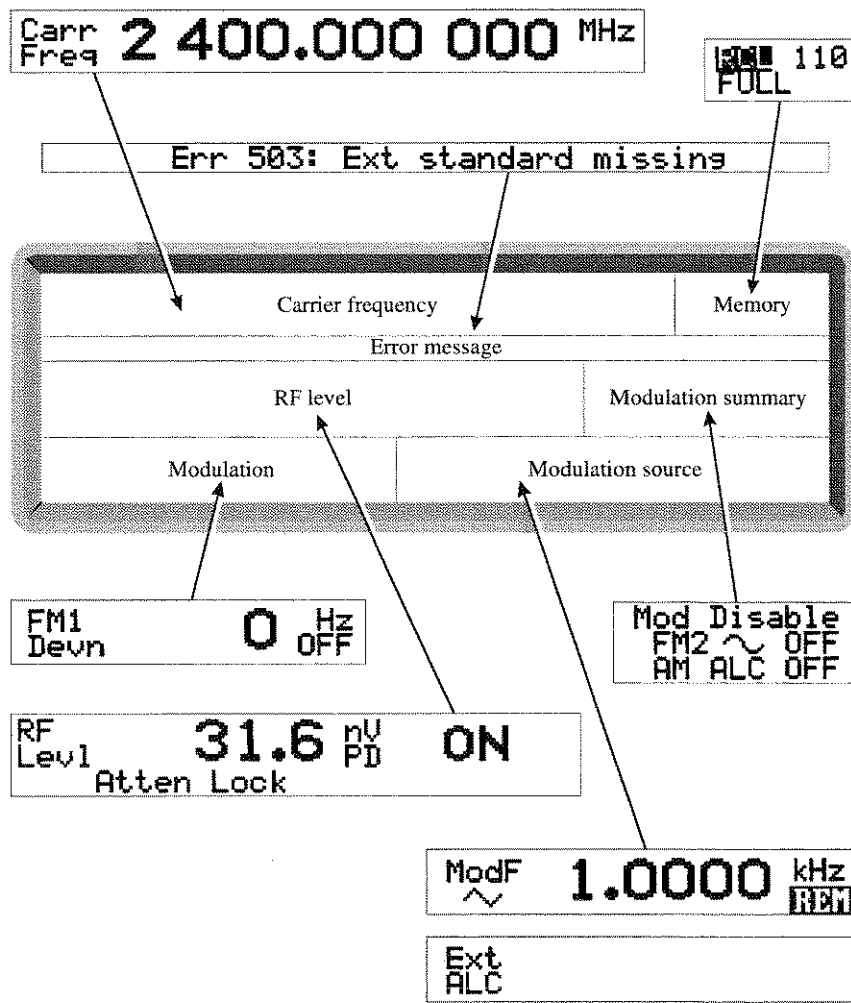 Carr Freq 2 400.000 000 MHz
RCL 110
FULL
Err 503: Ext standard missing
Carrier frequency
Memory
Error message
RF level
Modulation summary
Modulation
Modulation source
FM1 Devn 0 Hz OFF
Mod Disable
FM2 OFF
AM ALC OFF
RF Levl 31.6 nV PD ON
Atten Lock
ModF 1.0000 kHz REM
Ext
ALC